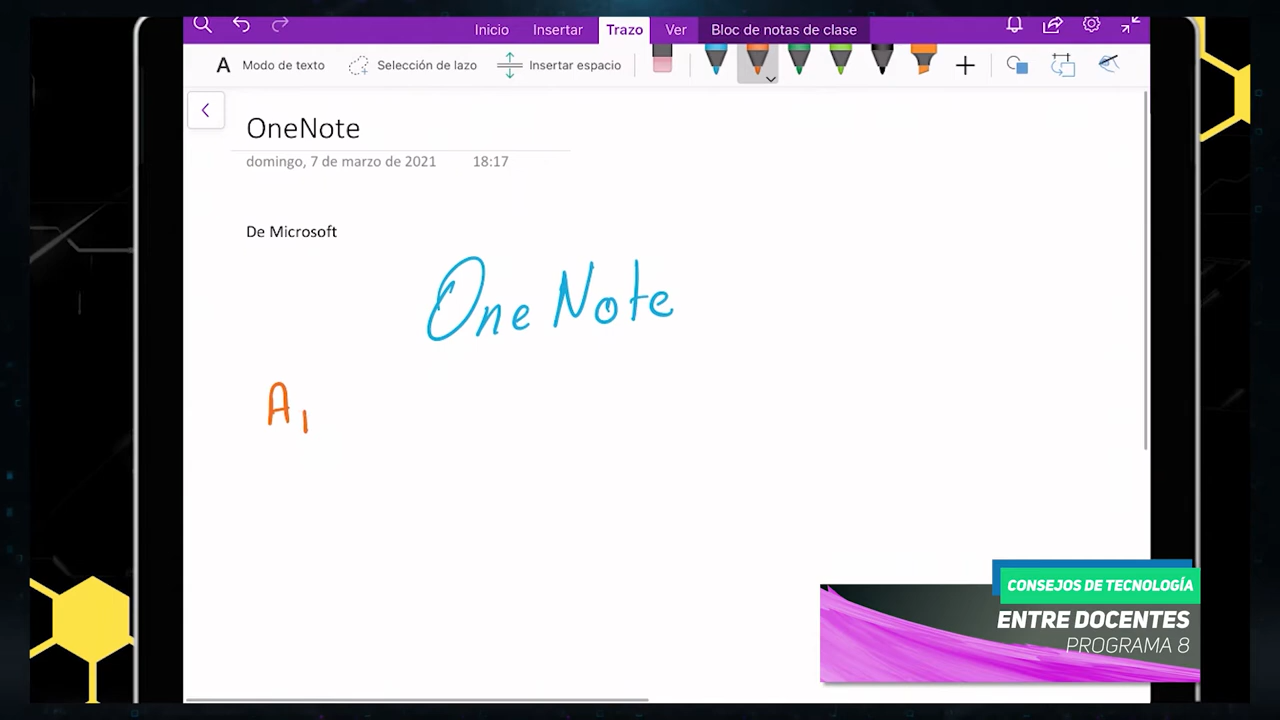 Inicio Insertar Trazo Ver Bloc de notas de clase
A Modo de texto Selección de lazo Insertar espacio
OneNote
domingo, 7 de marzo de 2021 18:17
De Microsoft
One Note
A
CONSEJOS DE TECNOLOGÍA
ENTRE DOCENTES
PROGRAMA 8